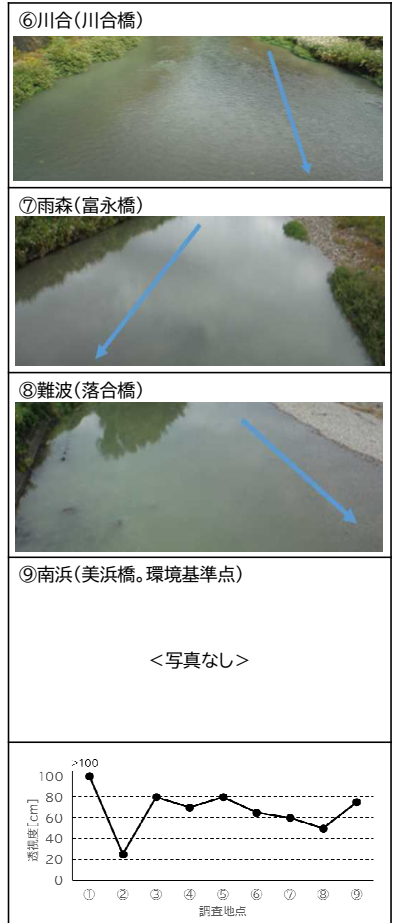 ⑥川合(川合橋)
⑦雨森(富永橋)
⑧難波(落合橋)
⑨南浜(美浜橋。環境基準点)
<写真なし>
>100
100
80
60
40
20
0
透視度[cm]
① ② ③ ④ ⑤ ⑥ ⑦ ⑧ ⑨
調査地点